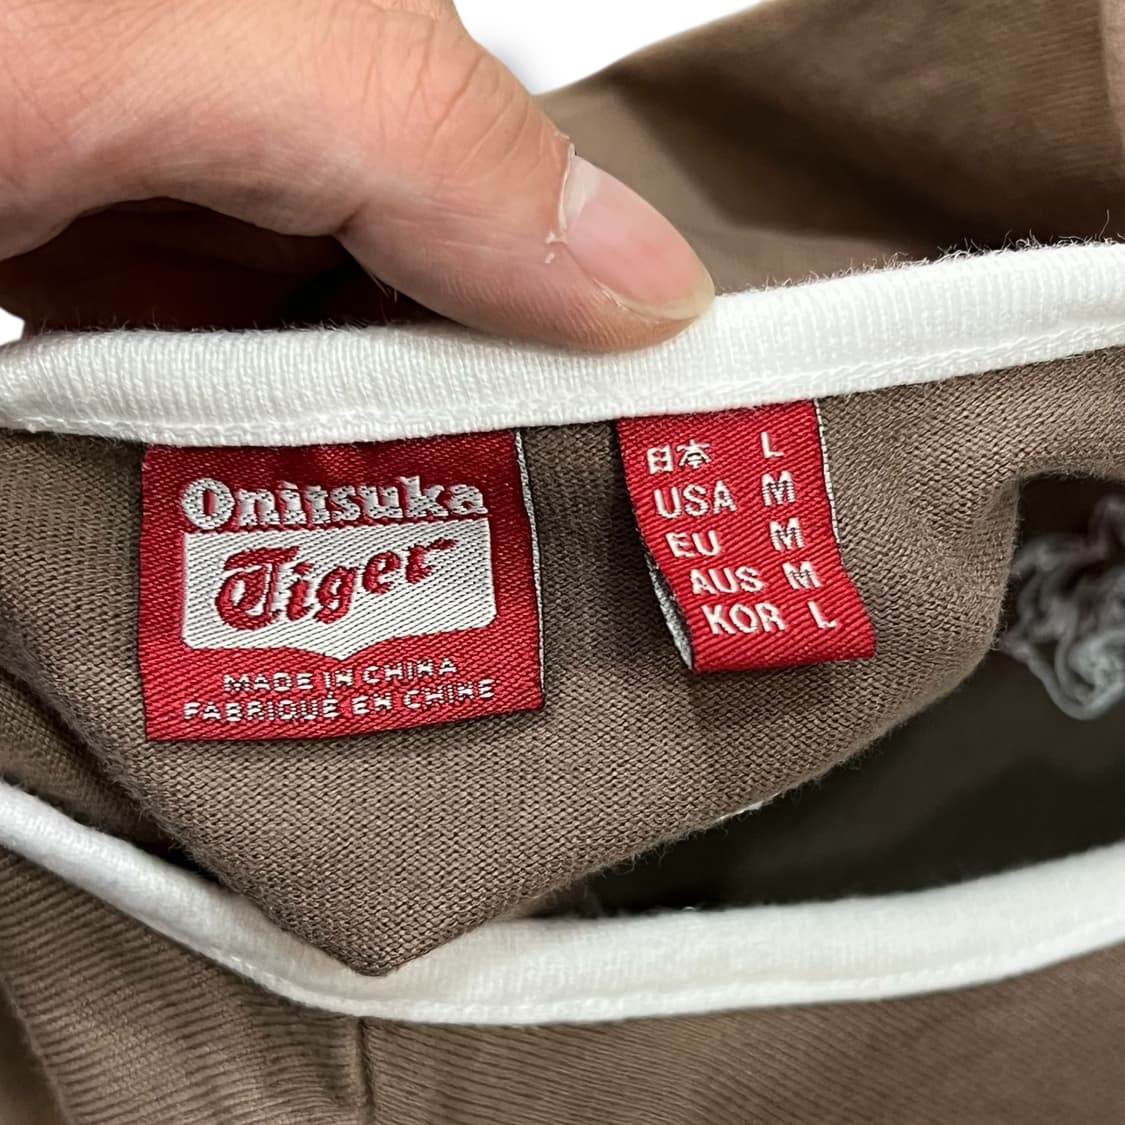 Onitsuka
Tiger
MADE IN CHINA
FABRIQUÉ EN CHINE
日本 L
USA M
EU M
AUS M
KOR L